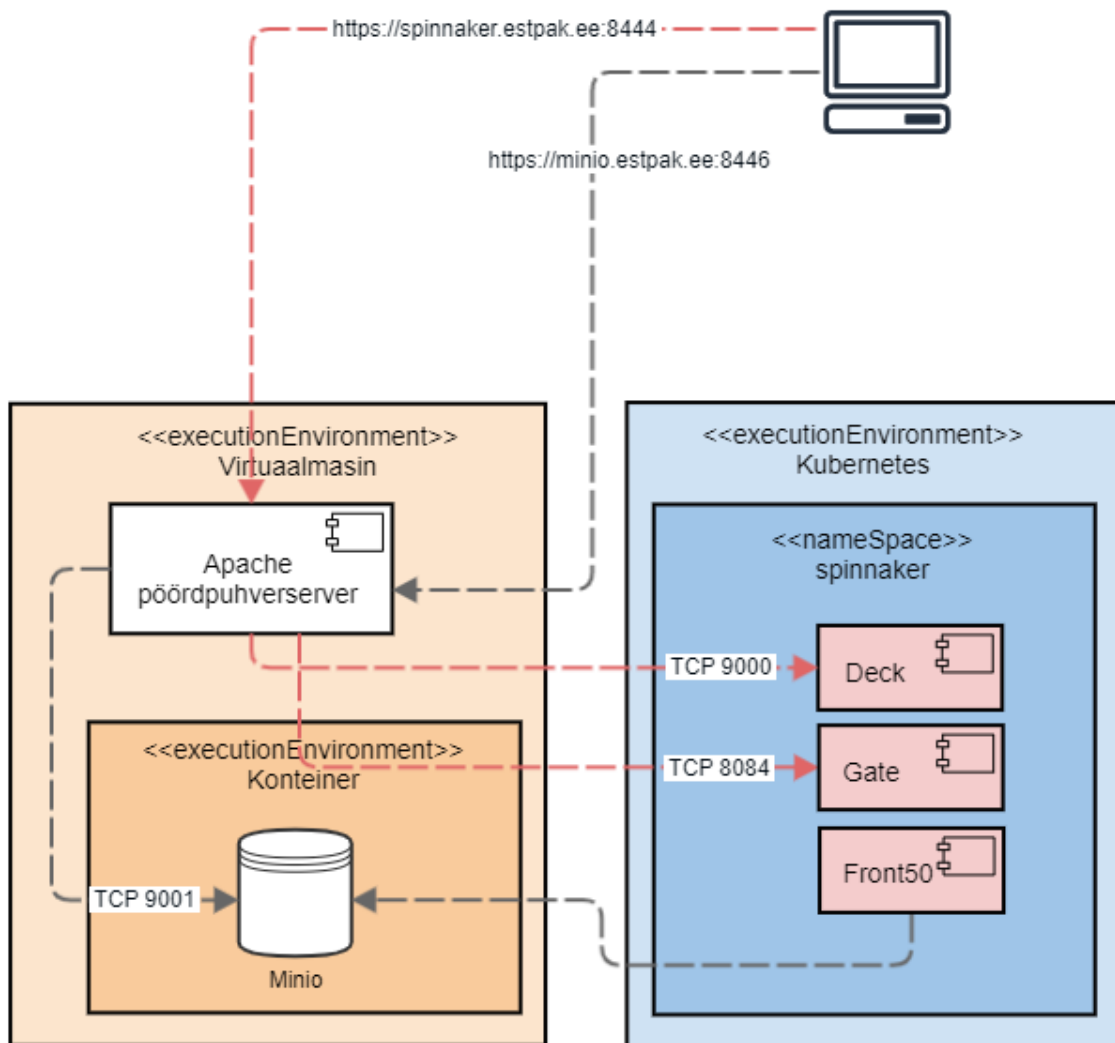 https://spinnaker.estpak.ee:8444
https://minio.estpak.ee:8446
<<executionEnvironment>>
Virtuaalmasin
Apache
pöördpuhverserver
<<executionEnvironment>>
Konteiner
TCP 9001
Minio
<<executionEnvironment>>
Kubernetes
<<nameSpace>>
spinnaker
TCP 9000
Deck
TCP 8084
Gate
Front50